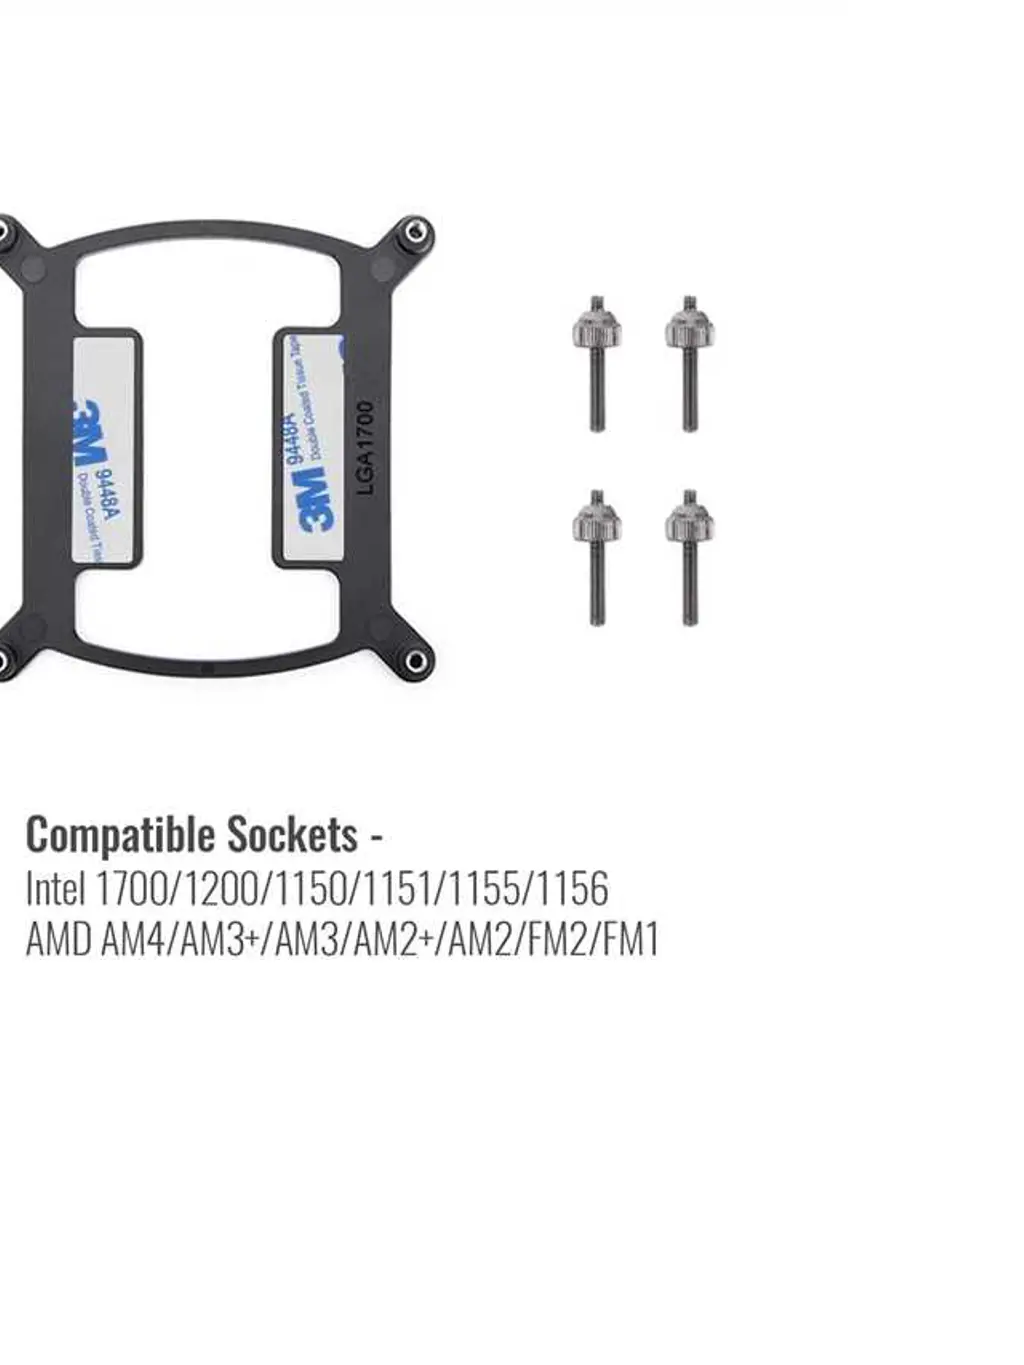 3M 9448A
Double Coated Tiss
3M 9448A
Double Coated Tissue Tape
LGA1700
Compatible Sockets -
Intel 1700/1200/1150/1151/1155/1156
AMD AM4/AM3+/AM3/AM2+/AM2/FM2/FM1